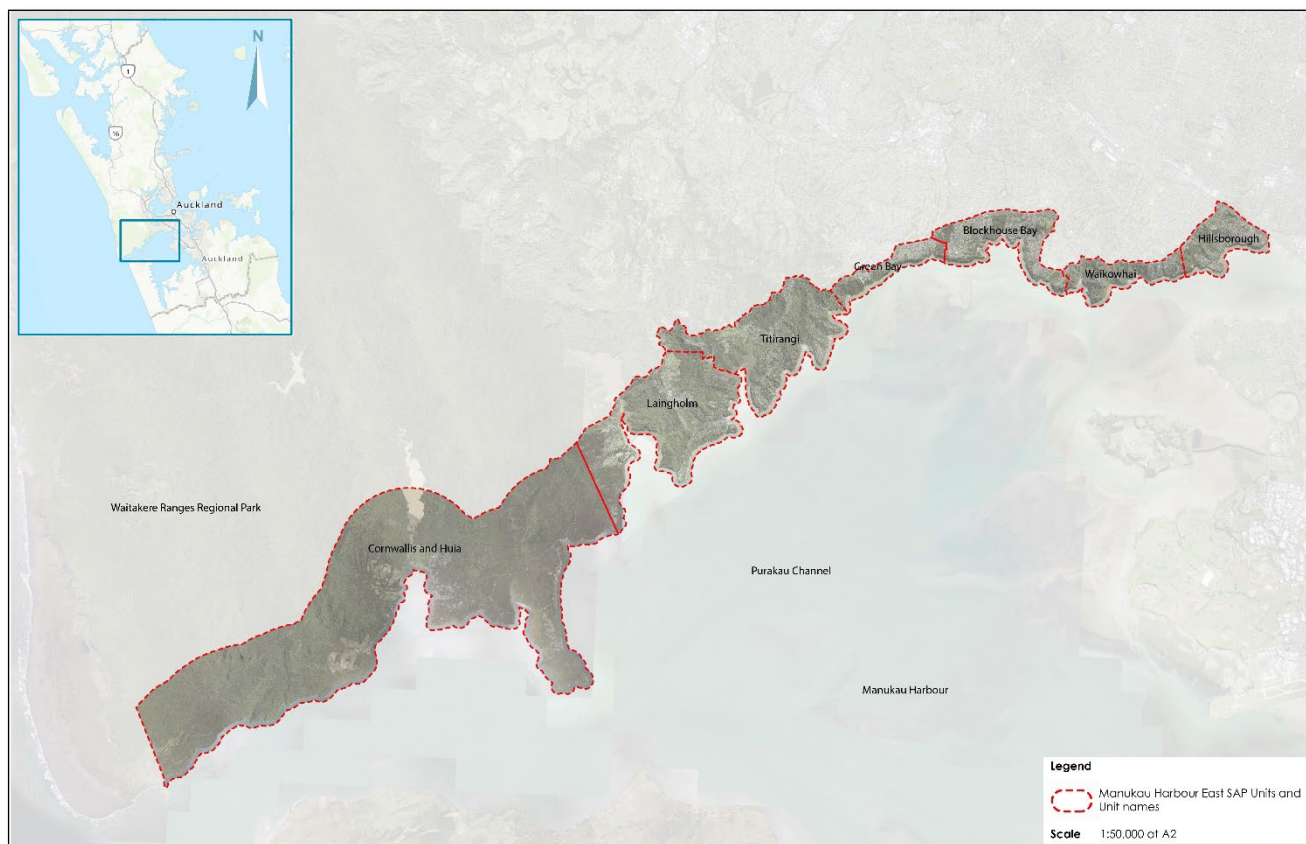 N
1
16
Auckland
Auckland
Blockhouse Bay
Hillsborough
Green Bay
Waikowhai
Titirangi
Laingholm
Waitakere Ranges Regional Park
Cornwallis and Huia
Purakau Channel
Manukau Harbour
Legend
Manukau Harbour East SAP Units and
Unit names
Scale 1:50,000 at A2